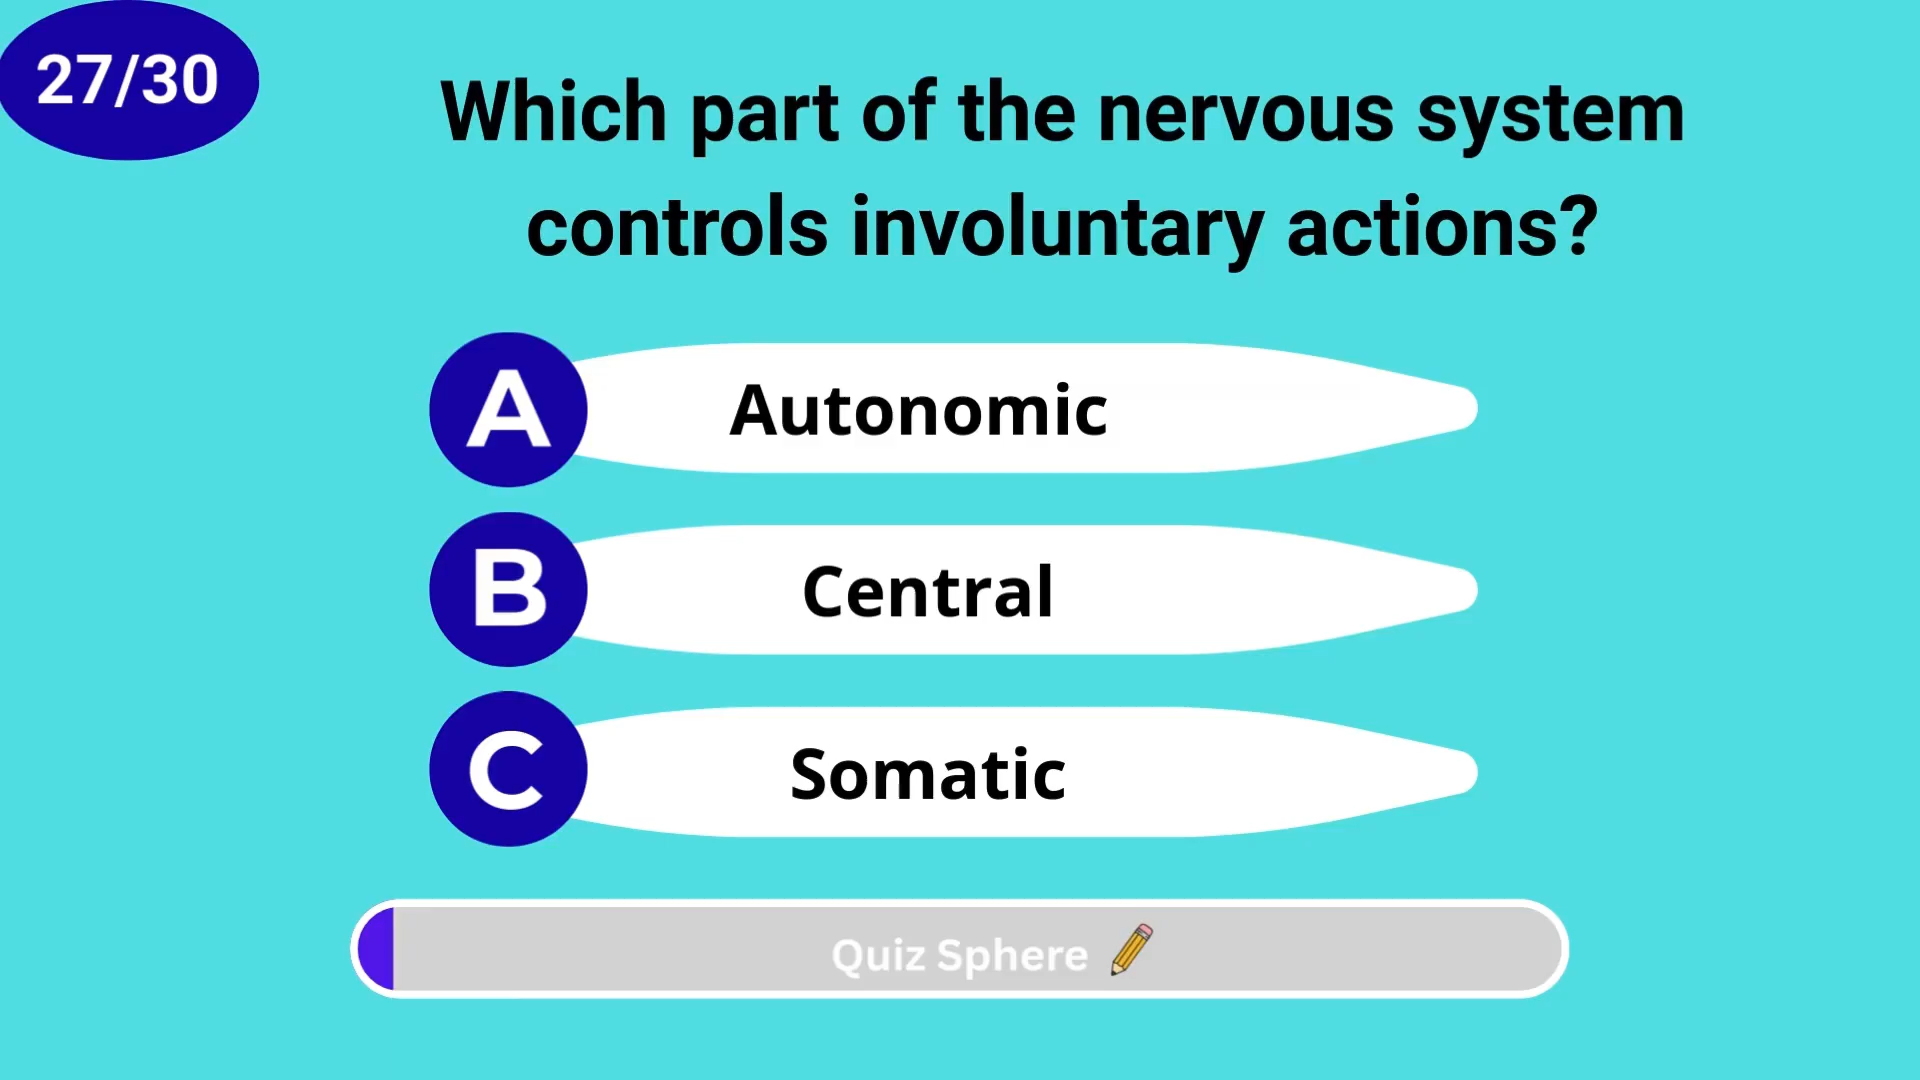 27/30
Which part of the nervous system
controls involuntary actions?
A Autonomic
B Central
C Somatic
Quiz Sphere